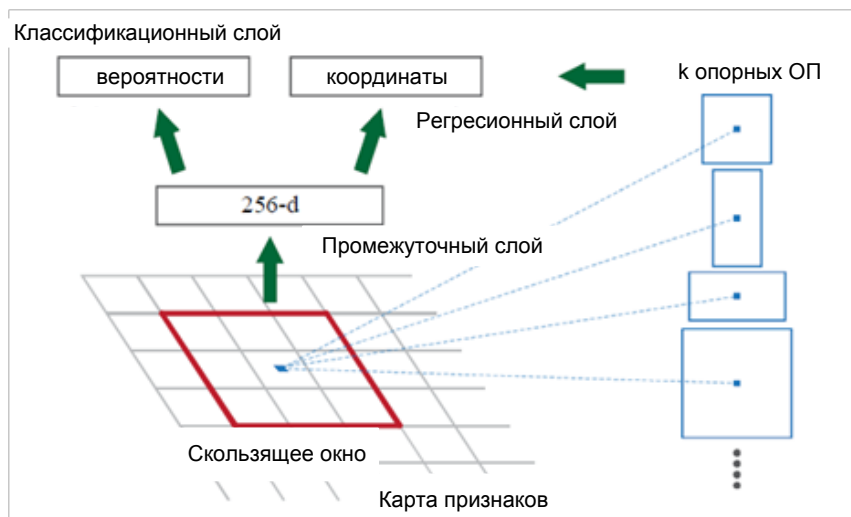 Классификационный слой
вероятности
координаты
k опорных ОП
Регресионный слой
256-d
Промежуточный слой
Скользящее окно
Карта признаков